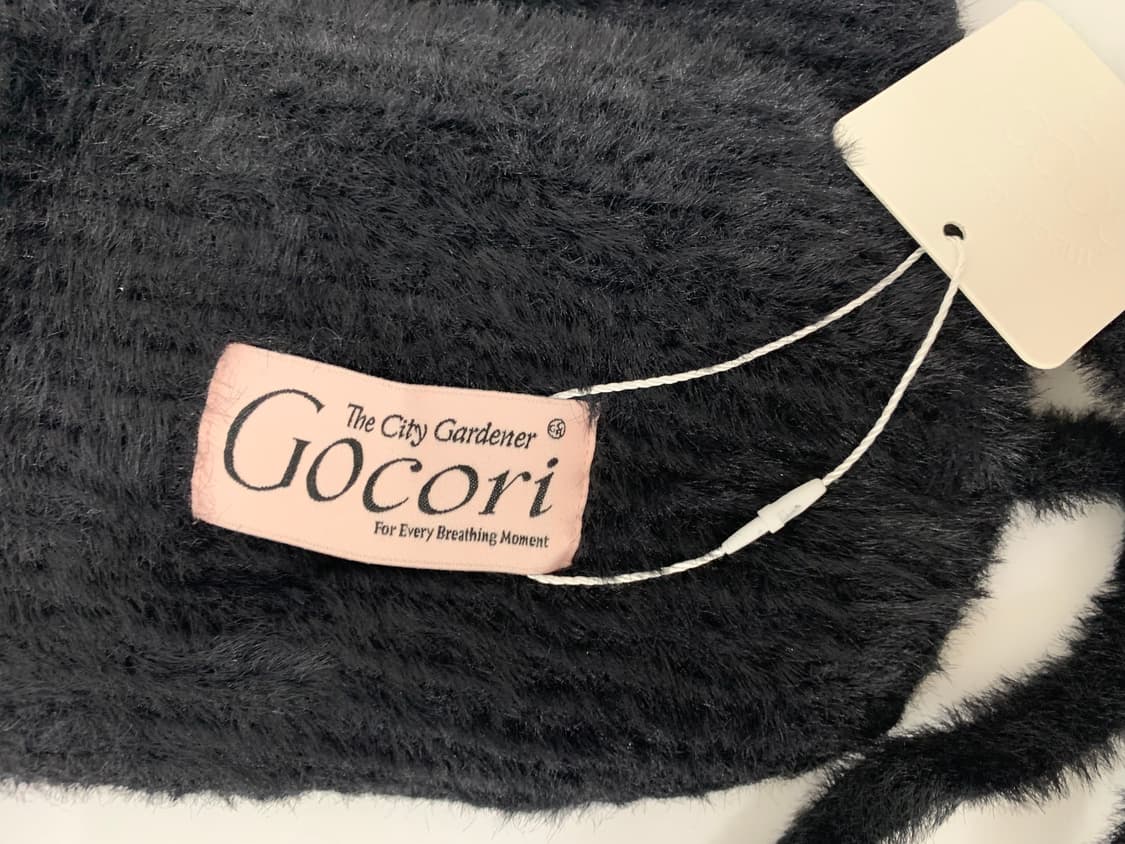 The City Gardener
Gocori
For Every Breathing Moment